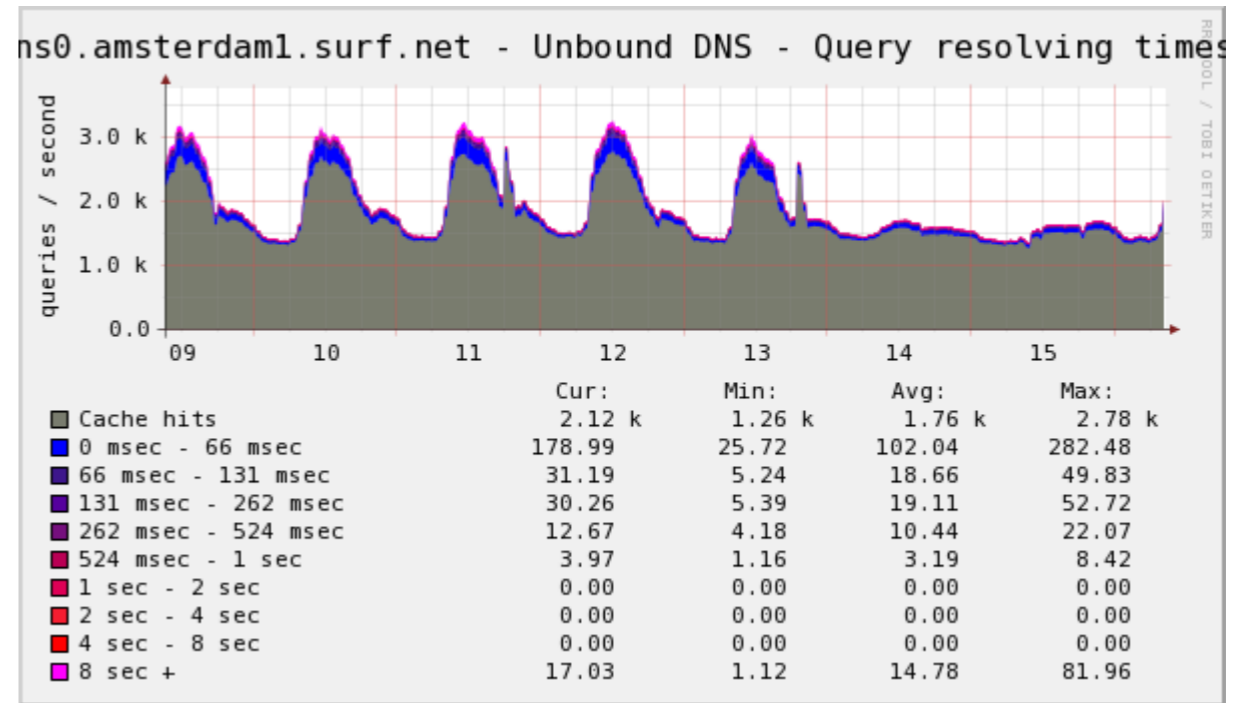 ns0.amsterdam1.surf.net - Unbound DNS - Query resolving times
RRDTOOL / TOBI OETIKER
queries / second
3.0 k
2.0 k
1.0 k
0.0
09 10 11 12 13 14 15
Cur: Min: Avg: Max:
Cache hits 2.12 k 1.26 k 1.76 k 2.78 k
0 msec - 66 msec 178.99 25.72 102.04 282.48
66 msec - 131 msec 31.19 5.24 18.66 49.83
131 msec - 262 msec 30.26 5.39 19.11 52.72
262 msec - 524 msec 12.67 4.18 10.44 22.07
524 msec - 1 sec 3.97 1.16 3.19 8.42
1 sec - 2 sec 0.00 0.00 0.00 0.00
2 sec - 4 sec 0.00 0.00 0.00 0.00
4 sec - 8 sec 0.00 0.00 0.00 0.00
8 sec + 17.03 1.12 14.78 81.96